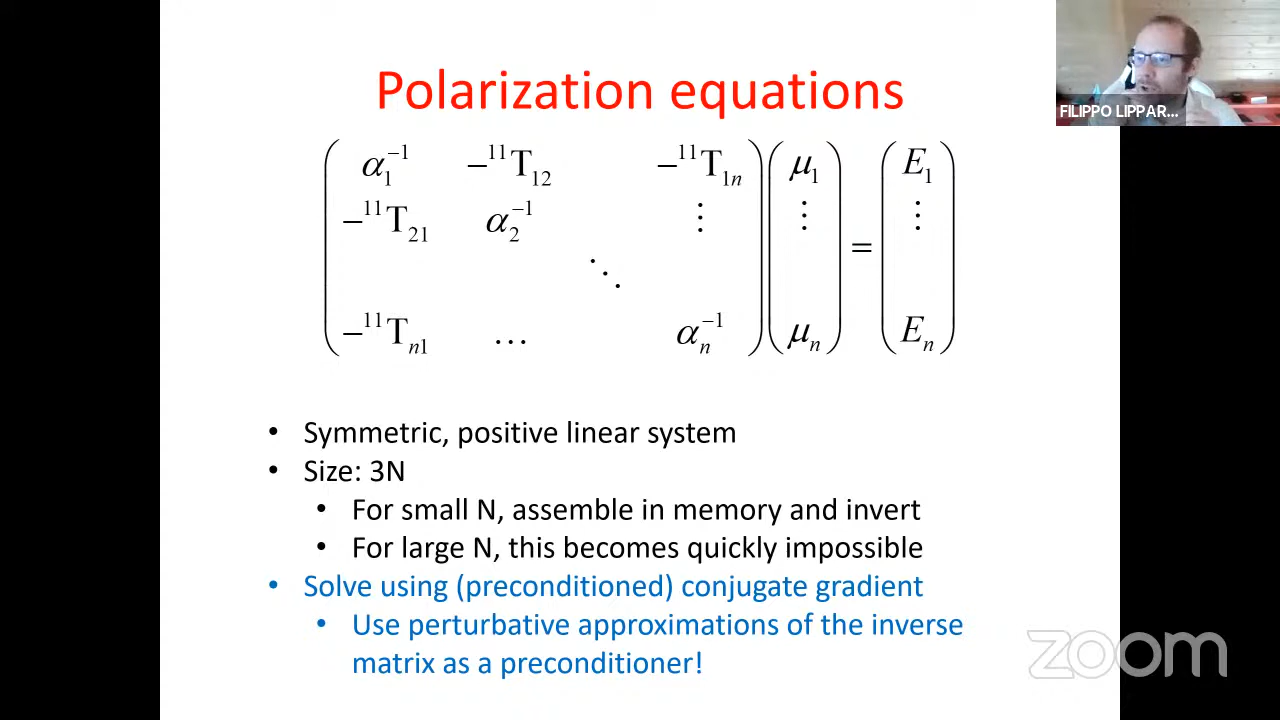 Polarization equations
FILIPPO LIPPAR...
α₁⁻¹ −¹¹T₁₂ −¹¹T₁ₙ μ₁ E₁
−¹¹T₂₁ α₂⁻¹ ⋮ ⋮ ⋮
⋱ =
−¹¹Tₙ₁ … αₙ⁻¹ μₙ Eₙ
• Symmetric, positive linear system
• Size: 3N
• For small N, assemble in memory and invert
• For large N, this becomes quickly impossible
• Solve using (preconditioned) conjugate gradient
• Use perturbative approximations of the inverse
matrix as a preconditioner!
zoom